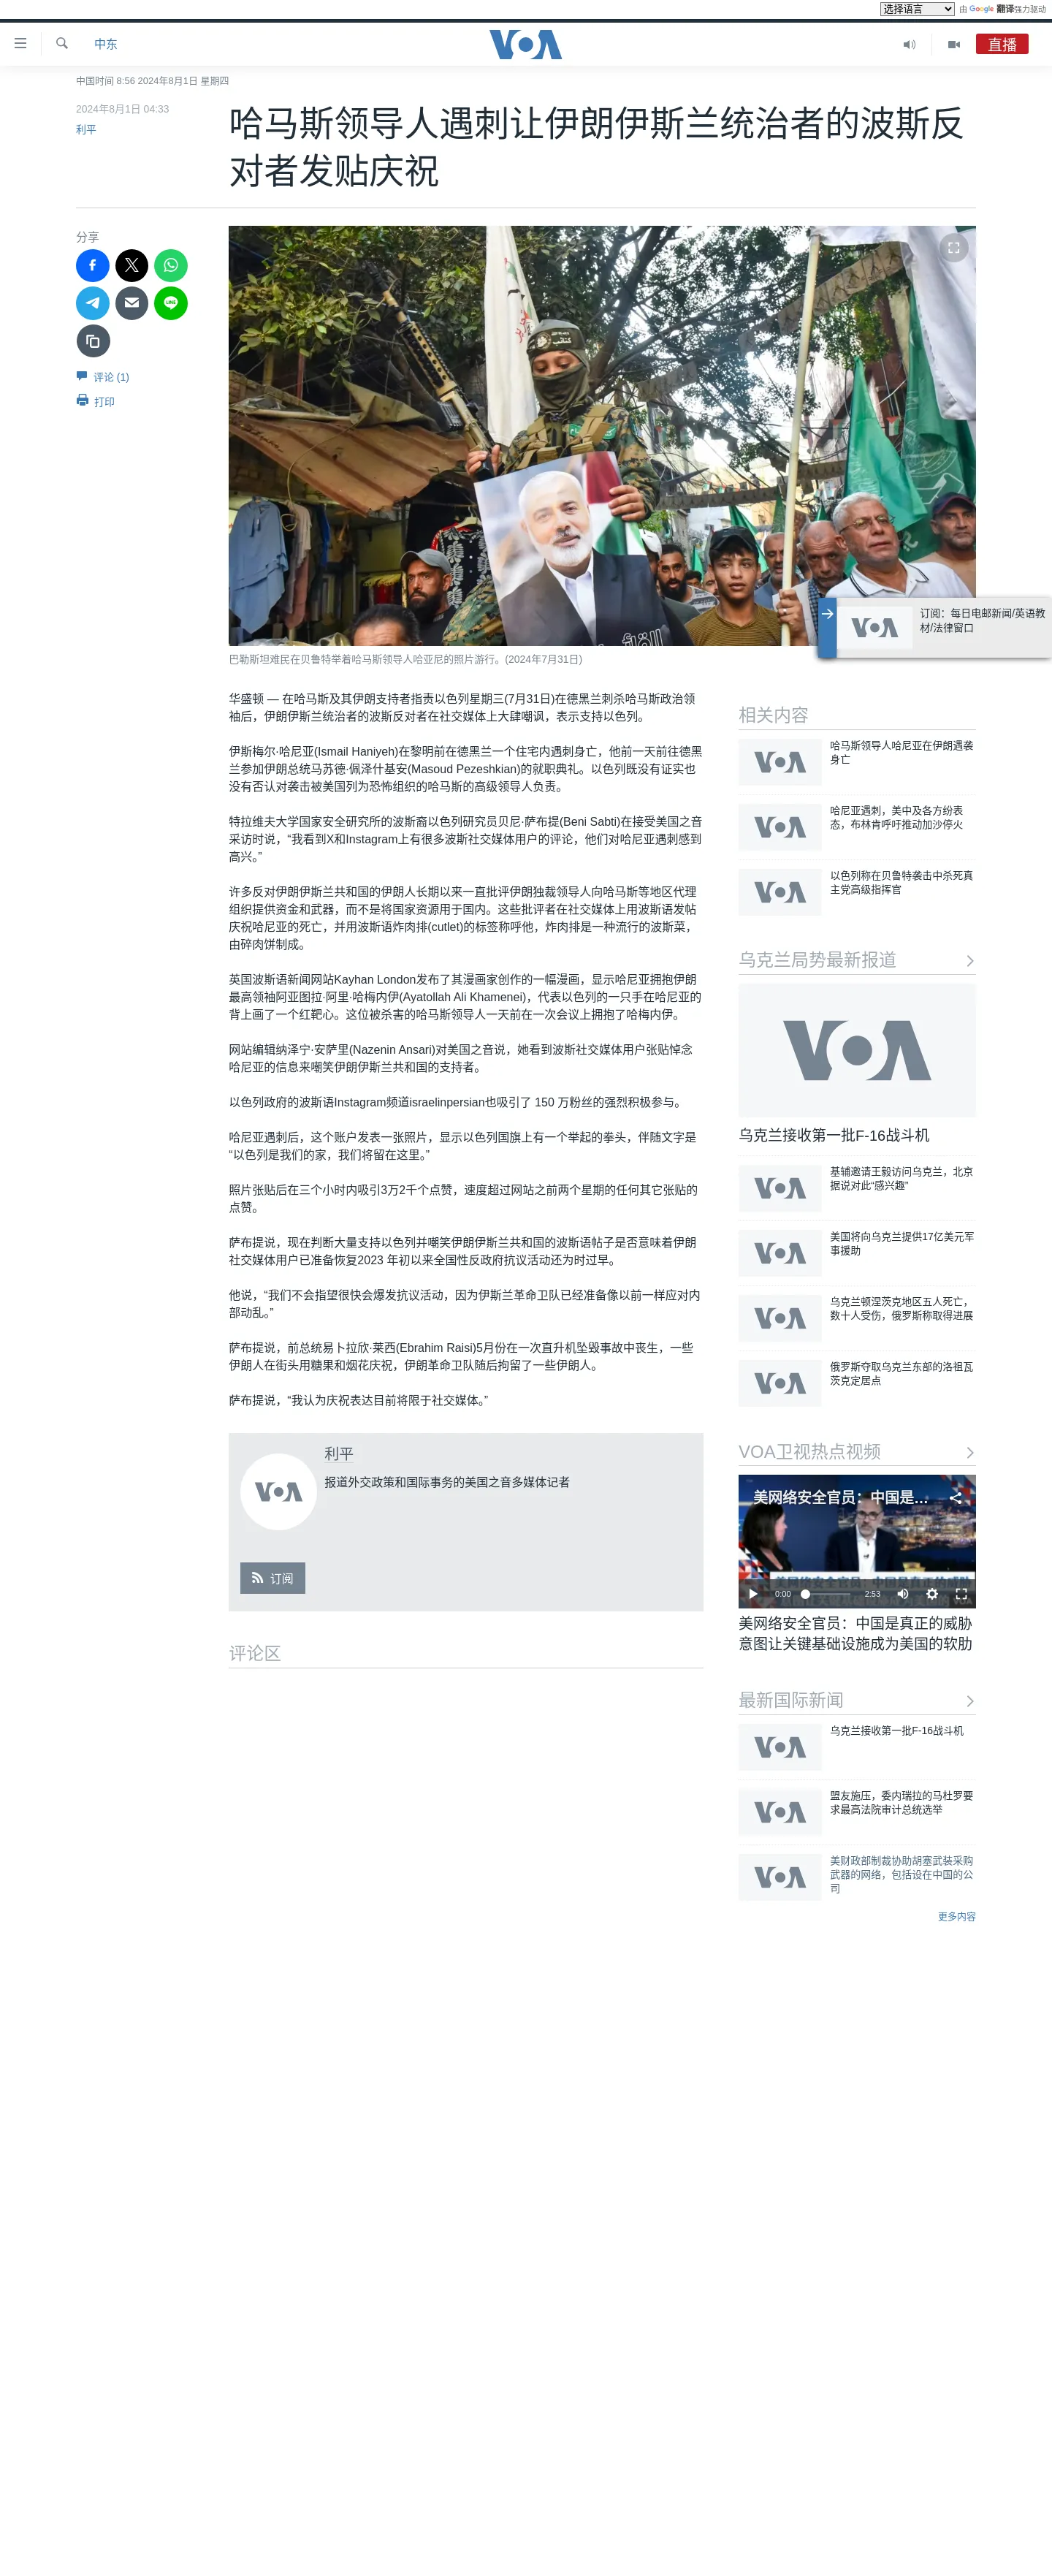 选择语言 由 Google 翻译强力驱动
中东
VOA
直播
中国时间 8:56 2024年8月1日 星期四
2024年8月1日 04:33
利平
哈马斯领导人遇刺让伊朗伊斯兰统治者的波斯反
对者发贴庆祝
分享
评论 (1)
打印
巴勒斯坦难民在贝鲁特举着哈马斯领导人哈亚尼的照片游行。(2024年7月31日)
VOA
订阅：每日电邮新闻/英语教
材/法律窗口
华盛顿 — 在哈马斯及其伊朗支持者指责以色列星期三(7月31日)在德黑兰刺杀哈马斯政治领
袖后，伊朗伊斯兰统治者的波斯反对者在社交媒体上大肆嘲讽，表示支持以色列。
伊斯梅尔·哈尼亚(Ismail Haniyeh)在黎明前在德黑兰一个住宅内遇刺身亡，他前一天前往德黑
兰参加伊朗总统马苏德·佩泽什基安(Masoud Pezeshkian)的就职典礼。以色列既没有证实也
没有否认对袭击被美国列为恐怖组织的哈马斯的高级领导人负责。
特拉维夫大学国家安全研究所的波斯裔以色列研究员贝尼·萨布提(Beni Sabti)在接受美国之音
采访时说，“我看到X和Instagram上有很多波斯社交媒体用户的评论，他们对哈尼亚遇刺感到
高兴。”
许多反对伊朗伊斯兰共和国的伊朗人长期以来一直批评伊朗独裁领导人向哈马斯等地区代理
组织提供资金和武器，而不是将国家资源用于国内。这些批评者在社交媒体上用波斯语发帖
庆祝哈尼亚的死亡，并用波斯语炸肉排(cutlet)的标签称呼他，炸肉排是一种流行的波斯菜，
由碎肉饼制成。
英国波斯语新闻网站Kayhan London发布了其漫画家创作的一幅漫画，显示哈尼亚拥抱伊朗
最高领袖阿亚图拉·阿里·哈梅内伊(Ayatollah Ali Khamenei)，代表以色列的一只手在哈尼亚的
背上画了一个红靶心。这位被杀害的哈马斯领导人一天前在一次会议上拥抱了哈梅内伊。
网站编辑纳泽宁·安萨里(Nazenin Ansari)对美国之音说，她看到波斯社交媒体用户张贴悼念
哈尼亚的信息来嘲笑伊朗伊斯兰共和国的支持者。
以色列政府的波斯语Instagram频道israelinpersian也吸引了 150 万粉丝的强烈积极参与。
哈尼亚遇刺后，这个账户发表一张照片，显示以色列国旗上有一个举起的拳头，伴随文字是
“以色列是我们的家，我们将留在这里。”
照片张贴后在三个小时内吸引3万2千个点赞，速度超过网站之前两个星期的任何其它张贴的
点赞。
萨布提说，现在判断大量支持以色列并嘲笑伊朗伊斯兰共和国的波斯语帖子是否意味着伊朗
社交媒体用户已准备恢复2023 年初以来全国性反政府抗议活动还为时过早。
他说，“我们不会指望很快会爆发抗议活动，因为伊斯兰革命卫队已经准备像以前一样应对内
部动乱。”
萨布提说，前总统易卜拉欣·莱西(Ebrahim Raisi)5月份在一次直升机坠毁事故中丧生，一些
伊朗人在街头用糖果和烟花庆祝，伊朗革命卫队随后拘留了一些伊朗人。
萨布提说，“我认为庆祝表达目前将限于社交媒体。”
VOA
利平
报道外交政策和国际事务的美国之音多媒体记者
订阅
评论区
相关内容
VOA
哈马斯领导人哈尼亚在伊朗遇袭
身亡
VOA
哈尼亚遇刺，美中及各方纷表
态，布林肯呼吁推动加沙停火
VOA
以色列称在贝鲁特袭击中杀死真
主党高级指挥官
乌克兰局势最新报道
VOA
乌克兰接收第一批F-16战斗机
VOA
基辅邀请王毅访问乌克兰，北京
据说对此“感兴趣”
VOA
美国将向乌克兰提供17亿美元军
事援助
VOA
乌克兰顿涅茨克地区五人死亡，
数十人受伤，俄罗斯称取得进展
VOA
俄罗斯夺取乌克兰东部的洛祖瓦
茨克定居点
VOA卫视热点视频
美网络安全官员：中国是...
0:00 2:53
美网络安全官员：中国是真正的威胁
意图让关键基础设施成为美国的软肋
最新国际新闻
VOA
乌克兰接收第一批F-16战斗机
VOA
盟友施压，委内瑞拉的马杜罗要
求最高法院审计总统选举
VOA
美财政部制裁协助胡塞武装采购
武器的网络，包括设在中国的公
司
更多内容